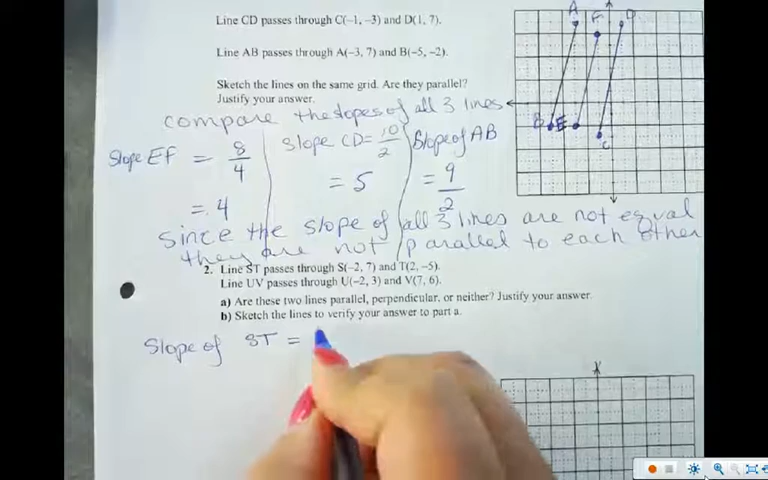 Line CD passes through C(−1, −3) and D(1, 7).
Line AB passes through A(−3, 7) and B(−5, −2).
Sketch the lines on the same grid. Are they parallel?
Justify your answer.
compare the slopes of all 3 lines
Slope EF = 8/4
= 4
Slope CD = 10/2
= 5
Slope of AB
= 9/2
since the slope of all 3 lines are not equal
they are not parallel to each other
2. Line ST passes through S(−2, 7) and T(2, −5).
Line UV passes through U(−2, 3) and V(7, 6).
a) Are these two lines parallel, perpendicular, or neither? Justify your answer.
b) Sketch the lines to verify your answer to part a.
Slope of ST =
A
F
D
B
E
C